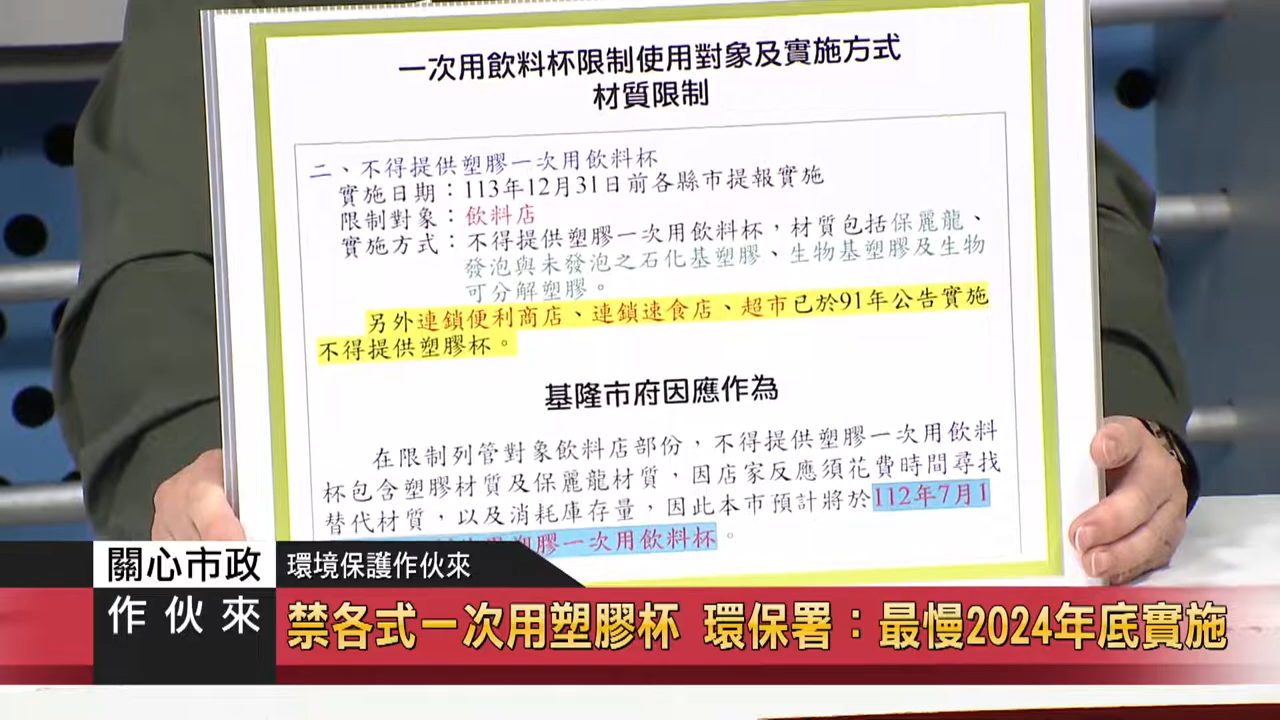 一次用飲料杯限制使用對象及實施方式
材質限制
二、不得提供塑膠一次用飲料杯
實施日期：113年12月31日前各縣市提報實施
限制對象：飲料店
實施方式：不得提供塑膠一次用飲料杯，材質包括保麗龍、
發泡與未發泡之石化基塑膠、生物基塑膠及生物
可分解塑膠。
另外連鎖便利商店、連鎖速食店、超市已於91年公告實施
不得提供塑膠杯。
基隆市府因應作為
在限制列管對象飲料店部份，不得提供塑膠一次用飲料
杯包含塑膠材質及保麗龍材質，因店家反應須花費時間尋找
替代材質，以及消耗庫存量，因此本市預計將於112年7月1
塑膠一次用飲料杯。
關心市政
作伙來
環境保護作伙來
禁各式一次用塑膠杯 環保署：最慢2024年底實施